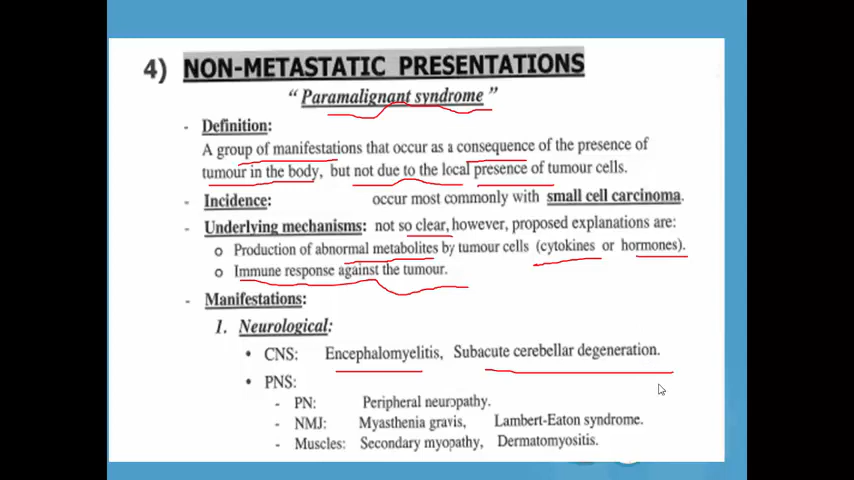 4) NON-METASTATIC PRESENTATIONS
“ Paramalignant syndrome ”
- Definition:
A group of manifestations that occur as a consequence of the presence of
tumour in the body, but not due to the local presence of tumour cells.
- Incidence: occur most commonly with small cell carcinoma.
- Underlying mechanisms: not so clear, however, proposed explanations are:
o Production of abnormal metabolites by tumour cells (cytokines or hormones).
o Immune response against the tumour.
- Manifestations:
1. Neurological:
• CNS: Encephalomyelitis, Subacute cerebellar degeneration.
• PNS:
- PN: Peripheral neuropathy.
- NMJ: Myasthenia gravis, Lambert-Eaton syndrome.
- Muscles: Secondary myopathy, Dermatomyositis.